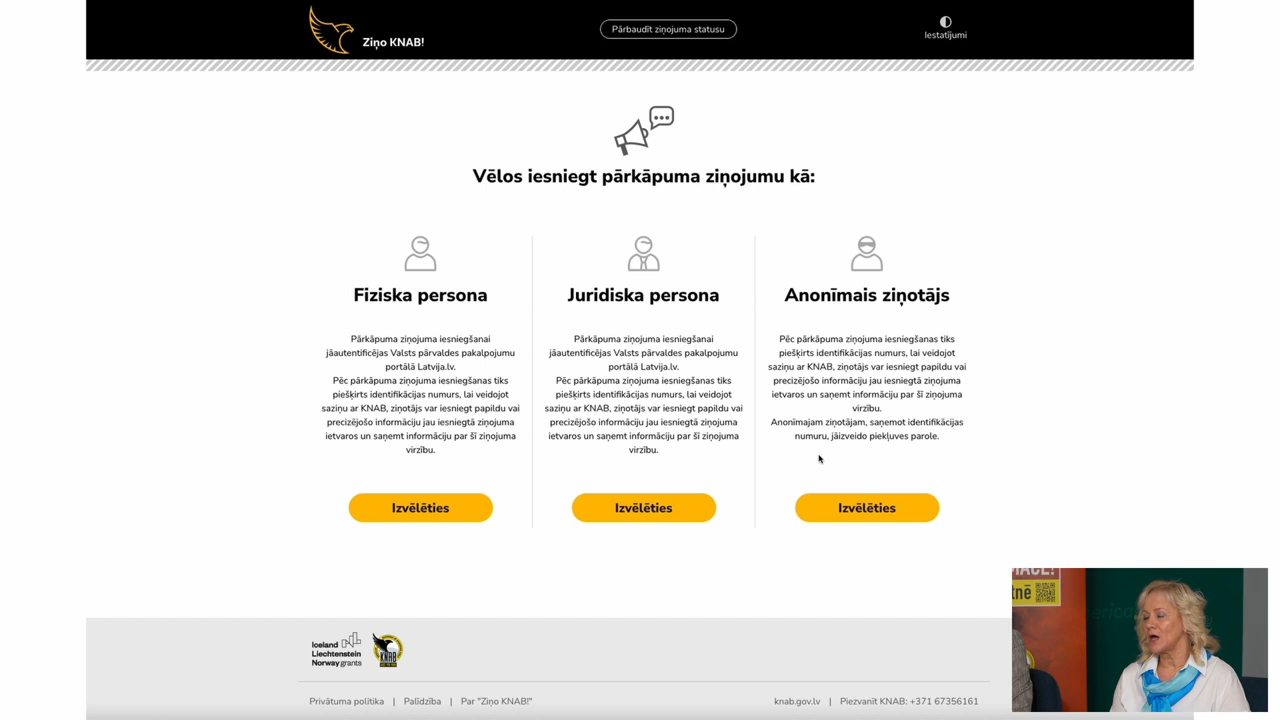 Ziņo KNAB!
Pārbaudīt ziņojuma statusu
Iestatījumi
Vēlos iesniegt pārkāpuma ziņojumu kā:
Fiziska persona
Pārkāpuma ziņojuma iesniegšanai
jāautentificējas Valsts pārvaldes pakalpojumu
portālā Latvija.lv.
Pēc pārkāpuma ziņojuma iesniegšanas tiks
piešķirts identifikācijas numurs, lai veidojot
saziņu ar KNAB, ziņotājs var iesniegt papildu vai
precizējošo informāciju jau iesniegtā ziņojuma
ietvaros un saņemt informāciju par šī ziņojuma
virzību.
Izvēlēties
Juridiska persona
Pārkāpuma ziņojuma iesniegšanai
jāautentificējas Valsts pārvaldes pakalpojumu
portālā Latvija.lv.
Pēc pārkāpuma ziņojuma iesniegšanas tiks
piešķirts identifikācijas numurs, lai veidojot
saziņu ar KNAB, ziņotājs var iesniegt papildu vai
precizējošo informāciju jau iesniegtā ziņojuma
ietvaros un saņemt informāciju par šī ziņojuma
virzību.
Izvēlēties
Anonīmais ziņotājs
Pēc pārkāpuma ziņojuma iesniegšanas tiks
piešķirts identifikācijas numurs, lai veidojot
saziņu ar KNAB, ziņotājs var iesniegt papildu vai
precizējošo informāciju jau iesniegtā ziņojuma
ietvaros un saņemt informāciju par šī ziņojuma
virzību.
Anonīmajam ziņotājam, saņemot identifikācijas
numuru, jāizveido piekļuves parole.
Izvēlēties
Iceland
Liechtenstein
Norway grants
KNAB
Privātuma politika | Palīdzība | Par "Ziņo KNAB!"
knab.gov.lv | Piezvanīt KNAB: +371 67356161